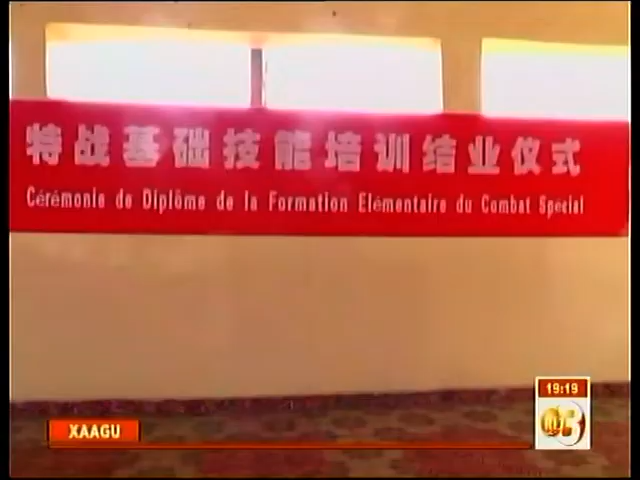 特战基础技能培训结业仪式
Cérémonie de Diplôme de la Formation Elémentaire du Combat Spécial
19:19
XAAGU